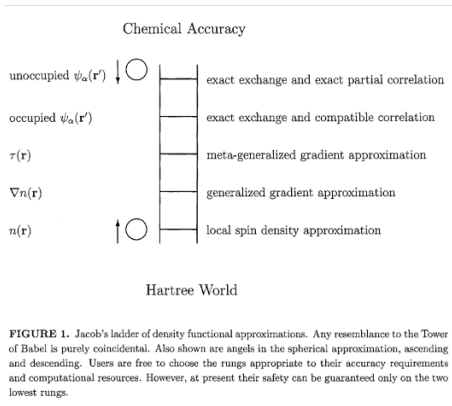 Chemical Accuracy
unoccupied ψₐ(r′) exact exchange and exact partial correlation
occupied ψₐ(r′) exact exchange and compatible correlation
τ(r) meta-generalized gradient approximation
∇n(r) generalized gradient approximation
n(r) local spin density approximation
Hartree World
FIGURE 1. Jacob's ladder of density functional approximations. Any resemblance to the Tower
of Babel is purely coincidental. Also shown are angels in the spherical approximation, ascending
and descending. Users are free to choose the rungs appropriate to their accuracy requirements
and computational resources. However, at present their safety can be guaranteed only on the two
lowest rungs.